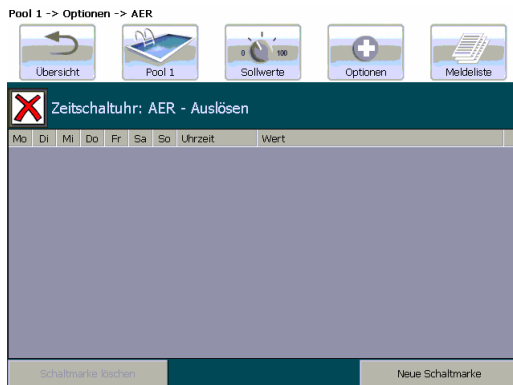 Pool 1 -> Optionen -> AER
Übersicht
Pool 1
0 100
Sollwerte
Optionen
Meldeliste
Zeitschaltuhr: AER - Auslösen
Mo Di Mi Do Fr Sa So Uhrzeit Wert
Schaltmarke löschen
Neue Schaltmarke